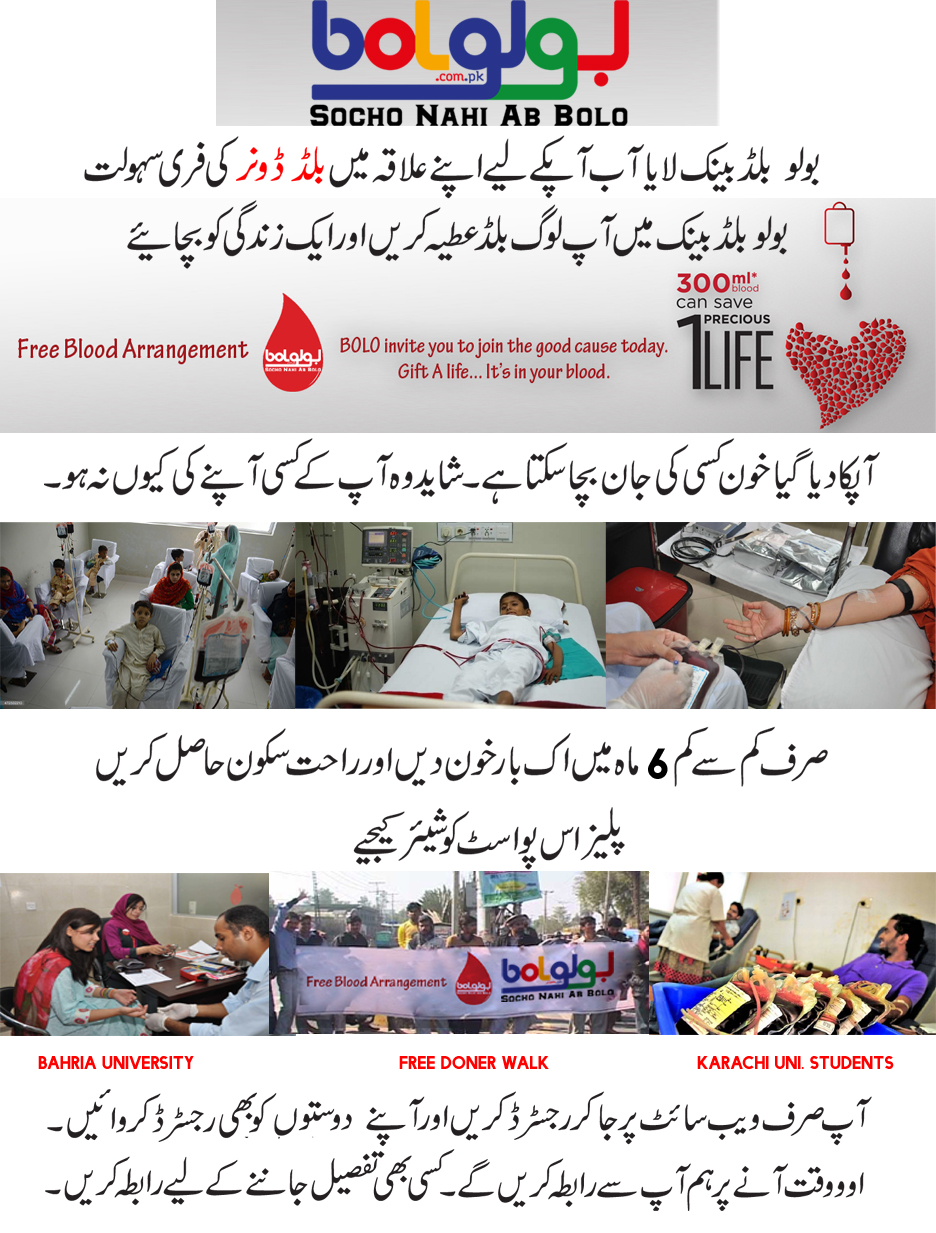 بولو boLo
.com.pk
SOCHO NAHI AB BOLO
بولو بلڈ بینک لایا آب آپکے لیے اپنے علاقہ میں بلڈ ڈونر کی فری سہولت
بولو بلڈ بینک میں آپ لوگ بلڈ عطیہ کریں اور ایک زندگی کو بچایئے
300ml*
blood
can save
1 PRECIOUS
LIFE
Free Blood Arrangement
بولو boLo
SOCHO NAHI AB BOLO
BOLO invite you to join the good cause today.
Gift A life... It's in your blood.
آپکا دیا گیا خون کسی کی جان بچا سکتا ہے۔ شاید وہ آپ کے کسی آپنے کی کیوں نہ ہو۔
صرف کم سے کم 6 ماہ میں اک بار خون دیں اور راحت سکون حاصل کریں
پلیز اس پواسٹ کو شیئر کیجیے
Free Blood Arrangement
بولو boLo
SOCHO NAHI AB BOLO
BAHRIA UNIVERSITY
FREE DONER WALK
KARACHI UNI. STUDENTS
آپ صرف ویب سائٹ پر جا کر رجسٹرڈ کریں اور آپنے دوستوں کو بھی رجسٹرڈ کروائیں۔
اووقت آنے پر ہم آپ سے رابطہ کریں گے۔ کسی بھی تفصیل جاننے کے لیے رابطہ کریں۔